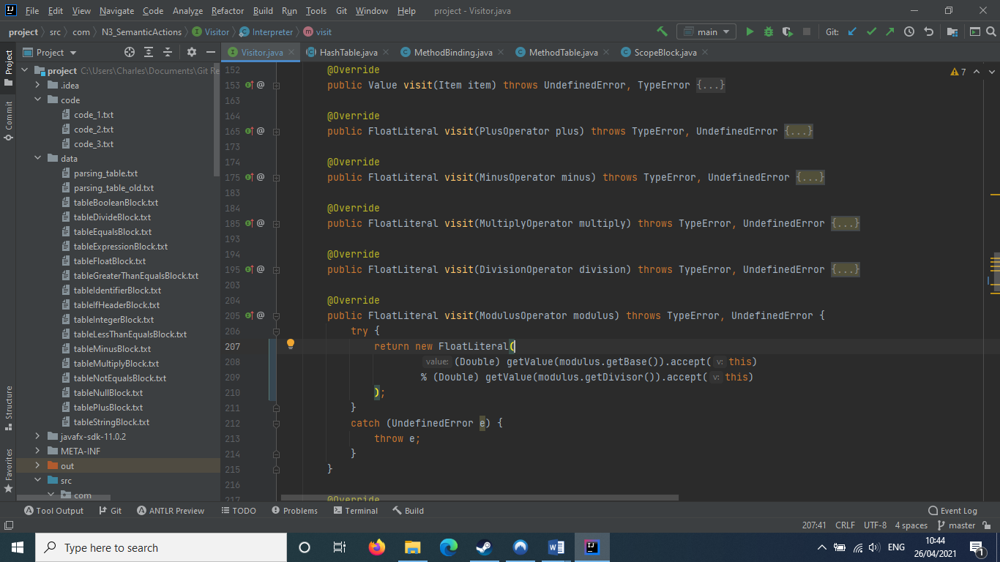 File Edit View Navigate Code Analyze Refactor Build Run Tools Git Window Help project - Visitor.java
project src com N3_SemanticActions Visitor Interpreter visit main Git:
Project Visitor.java HashTable.java MethodBinding.java MethodTable.java ScopeBlock.java
Project
Commit
Structure
Favorites
project C:\Users\Charles\Documents\Git Re
.idea
code
code_1.txt
code_2.txt
code_3.txt
data
parsing_table.txt
parsing_table_old.txt
tableBooleanBlock.txt
tableDivideBlock.txt
tableEqualsBlock.txt
tableExpressionBlock.txt
tableFloatBlock.txt
tableGreaterThanEqualsBlock.txt
tableIdentifierBlock.txt
tableIfHeaderBlock.txt
tableIntegerBlock.txt
tableLessThanEqualsBlock.txt
tableMinusBlock.txt
tableMultiplyBlock.txt
tableNotEqualsBlock.txt
tableNullBlock.txt
tablePlusBlock.txt
tableStringBlock.txt
javafx-sdk-11.0.2
META-INF
out
src
com
7
152 @Override
153 @ public Value visit(Item item) throws UndefinedError, TypeError {...}
163
164 @Override
165 @ public FloatLiteral visit(PlusOperator plus) throws TypeError, UndefinedError {...}
173
174 @Override
175 @ public FloatLiteral visit(MinusOperator minus) throws TypeError, UndefinedError {...}
183
184 @Override
185 @ public FloatLiteral visit(MultiplyOperator multiply) throws TypeError, UndefinedError {...}
193
194 @Override
195 @ public FloatLiteral visit(DivisionOperator division) throws TypeError, UndefinedError {...}
203
204 @Override
205 @ public FloatLiteral visit(ModulusOperator modulus) throws TypeError, UndefinedError {
206 try {
207 return new FloatLiteral(
208 value: (Double) getValue(modulus.getBase()).accept( v: this)
209 % (Double) getValue(modulus.getDivisor()).accept( v: this)
210 );
211 }
212 catch (UndefinedError e) {
213 throw e;
214 }
215 }
216
217 @Override
Tool Output Git ANTLR Preview TODO Problems Terminal Build Event Log
207:41 CRLF UTF-8 4 spaces master
Type here to search
ENG
10:44
26/04/2021
1